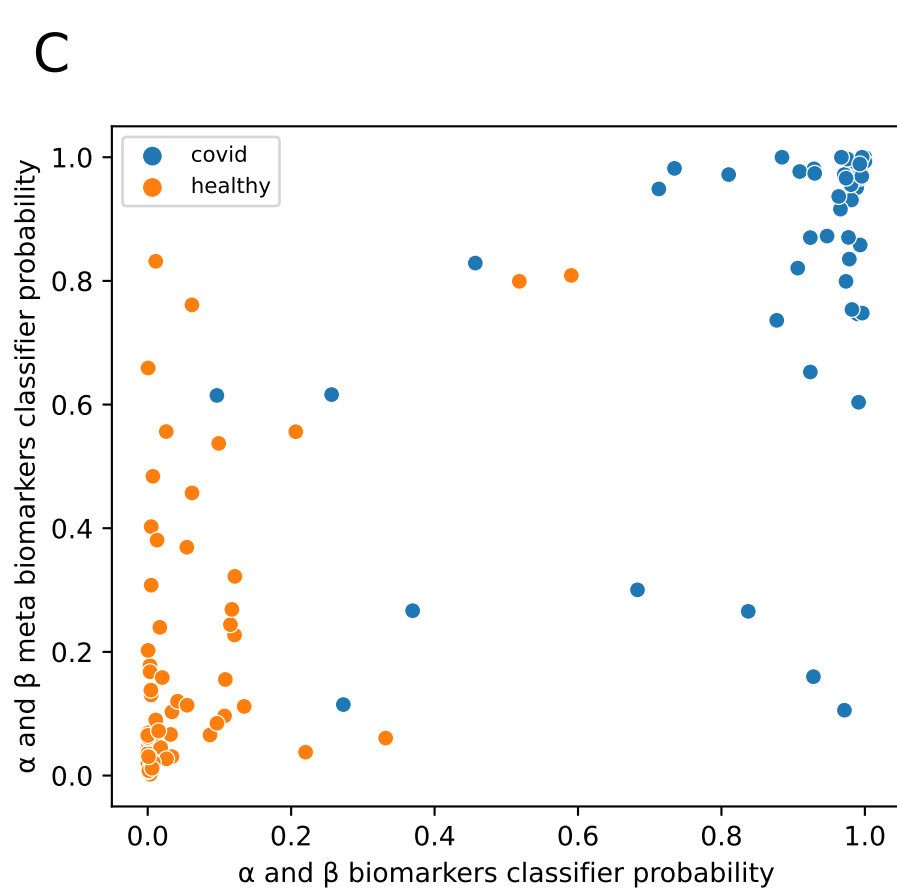 C
covid
healthy
1.0
0.8
0.6
0.4
0.2
0.0
α and β meta biomarkers classifier probability
0.0 0.2 0.4 0.6 0.8 1.0
α and β biomarkers classifier probability